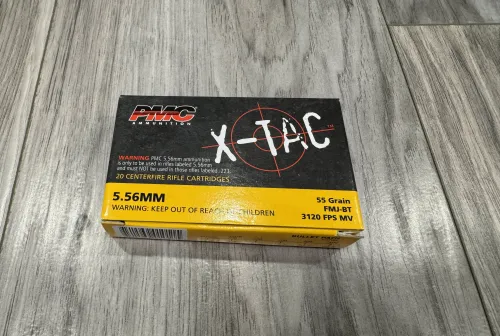 PMC
AMMUNITION
X-TAC
WARNING PMC 5.56mm ammunition
is only to be used in rifles labeled 5.56mm
and must NOT be used in those rifles labeled .223.
20 CENTERFIRE RIFLE CARTRIDGES
5.56MM
WARNING: KEEP OUT OF REACH OF CHILDREN
55 Grain
FMJ-BT
3120 FPS MV